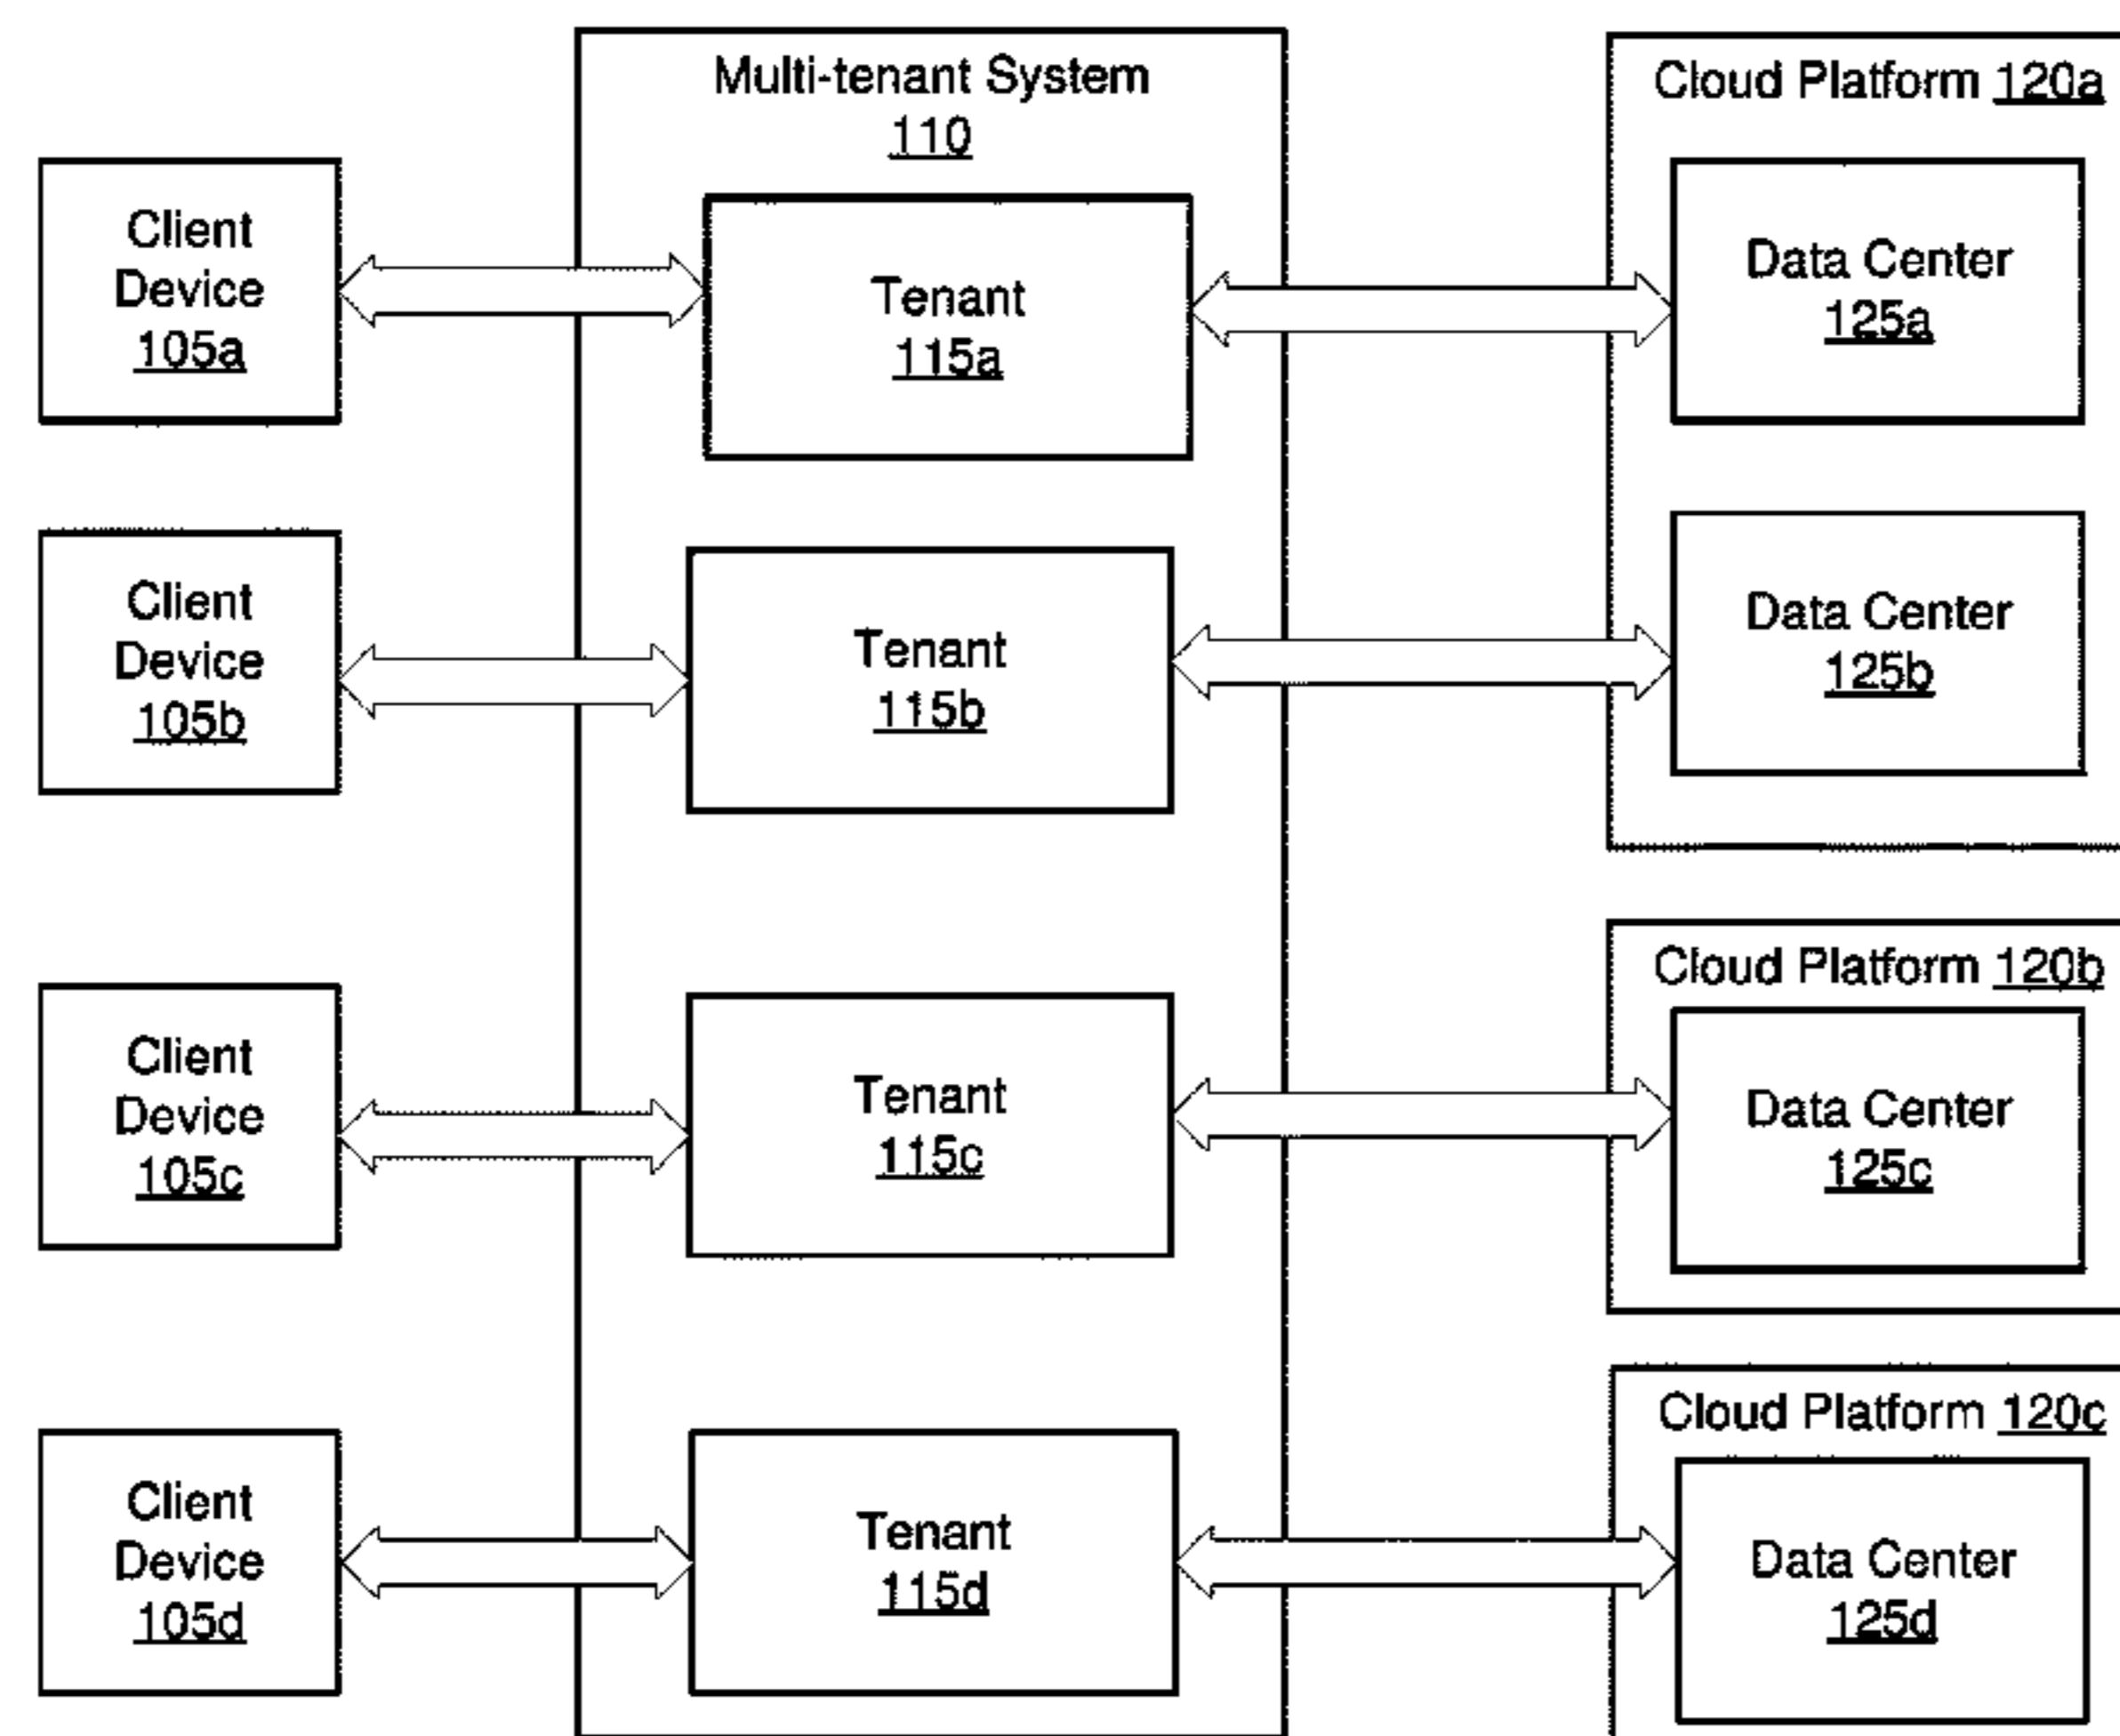 Multi-tenant System
110
Cloud Platform 120a
Client
Device
105a
Tenant
115a
Data Center
125a
Client
Device
105b
Tenant
115b
Data Center
125b
Cloud Platform 120b
Client
Device
105c
Tenant
115c
Data Center
125c
Cloud Platform 120c
Client
Device
105d
Tenant
115d
Data Center
125d